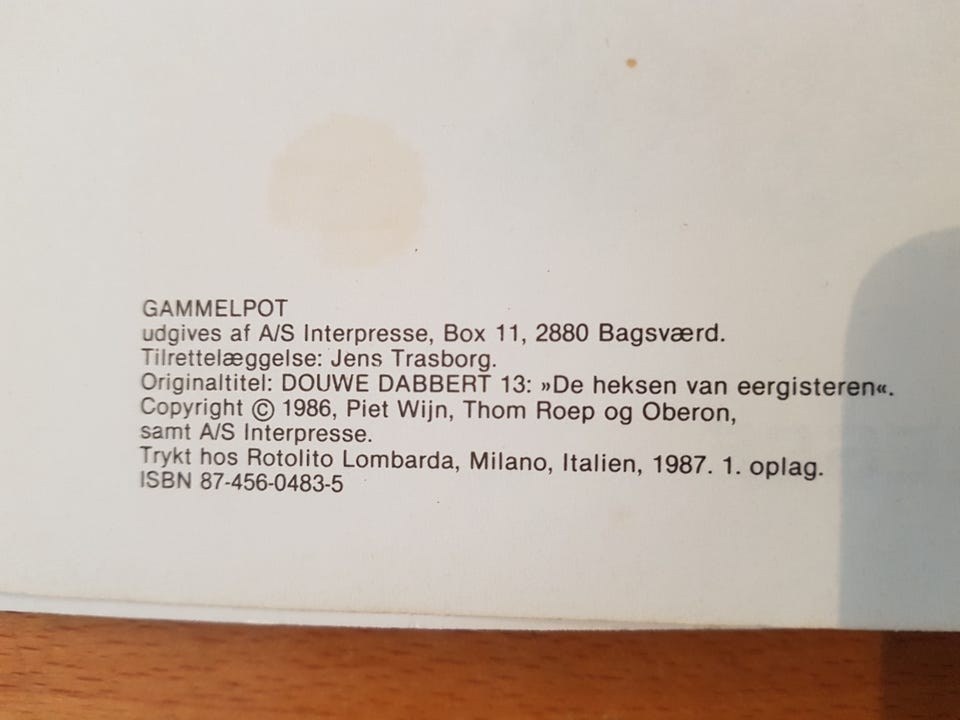 GAMMELPOT
udgives af A/S Interpresse, Box 11, 2880 Bagsværd.
Tilrettelæggelse: Jens Trasborg.
Originaltitel: DOUWE DABBERT 13: »De heksen van eergisteren«.
Copyright © 1986, Piet Wijn, Thom Roep og Oberon,
samt A/S Interpresse.
Trykt hos Rotolito Lombarda, Milano, Italien, 1987. 1. oplag.
ISBN 87-456-0483-5